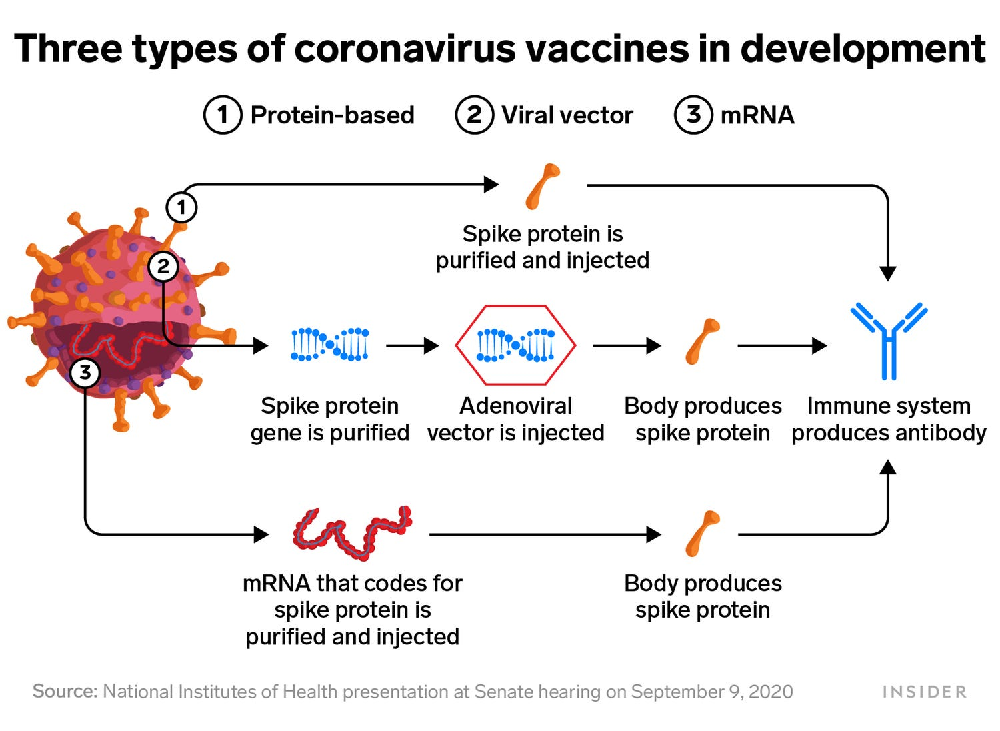 Three types of coronavirus vaccines in development
1 Protein-based
2 Viral vector
3 mRNA
1
Spike protein is
purified and injected
2
Spike protein
gene is purified
Adenoviral
vector is injected
Body produces
spike protein
Immune system
produces antibody
3
mRNA that codes for
spike protein is
purified and injected
Body produces
spike protein
Source: National Institutes of Health presentation at Senate hearing on September 9, 2020
INSIDER